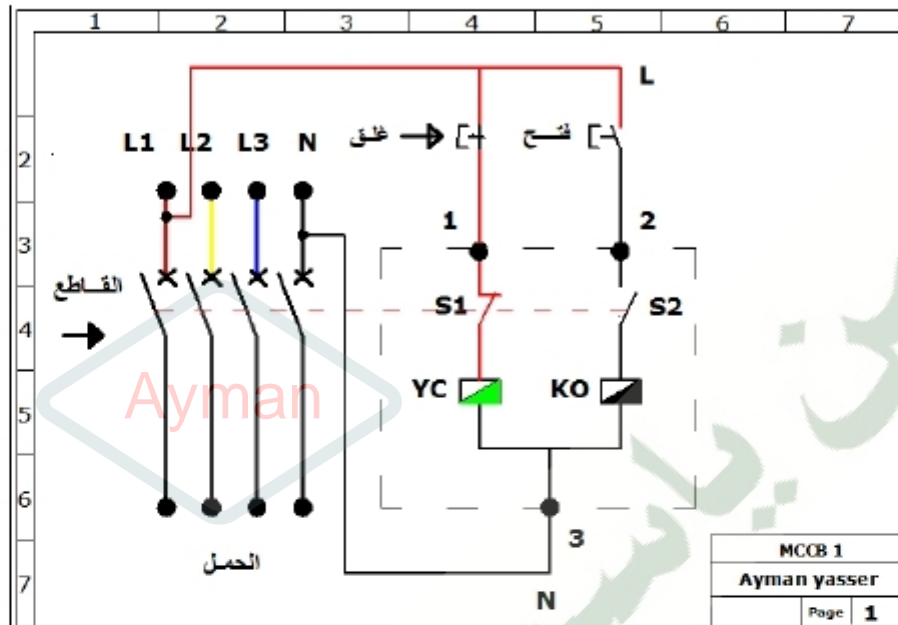 1 2 3 4 5 6 7
L
L1 L2 L3 N
غلق
فتح
2
1 2
3
القاطع
S1 S2
4
Ayman
YC KO
5
6
3
الحمل
7
N
MCCB 1
Ayman yasser
Page 1